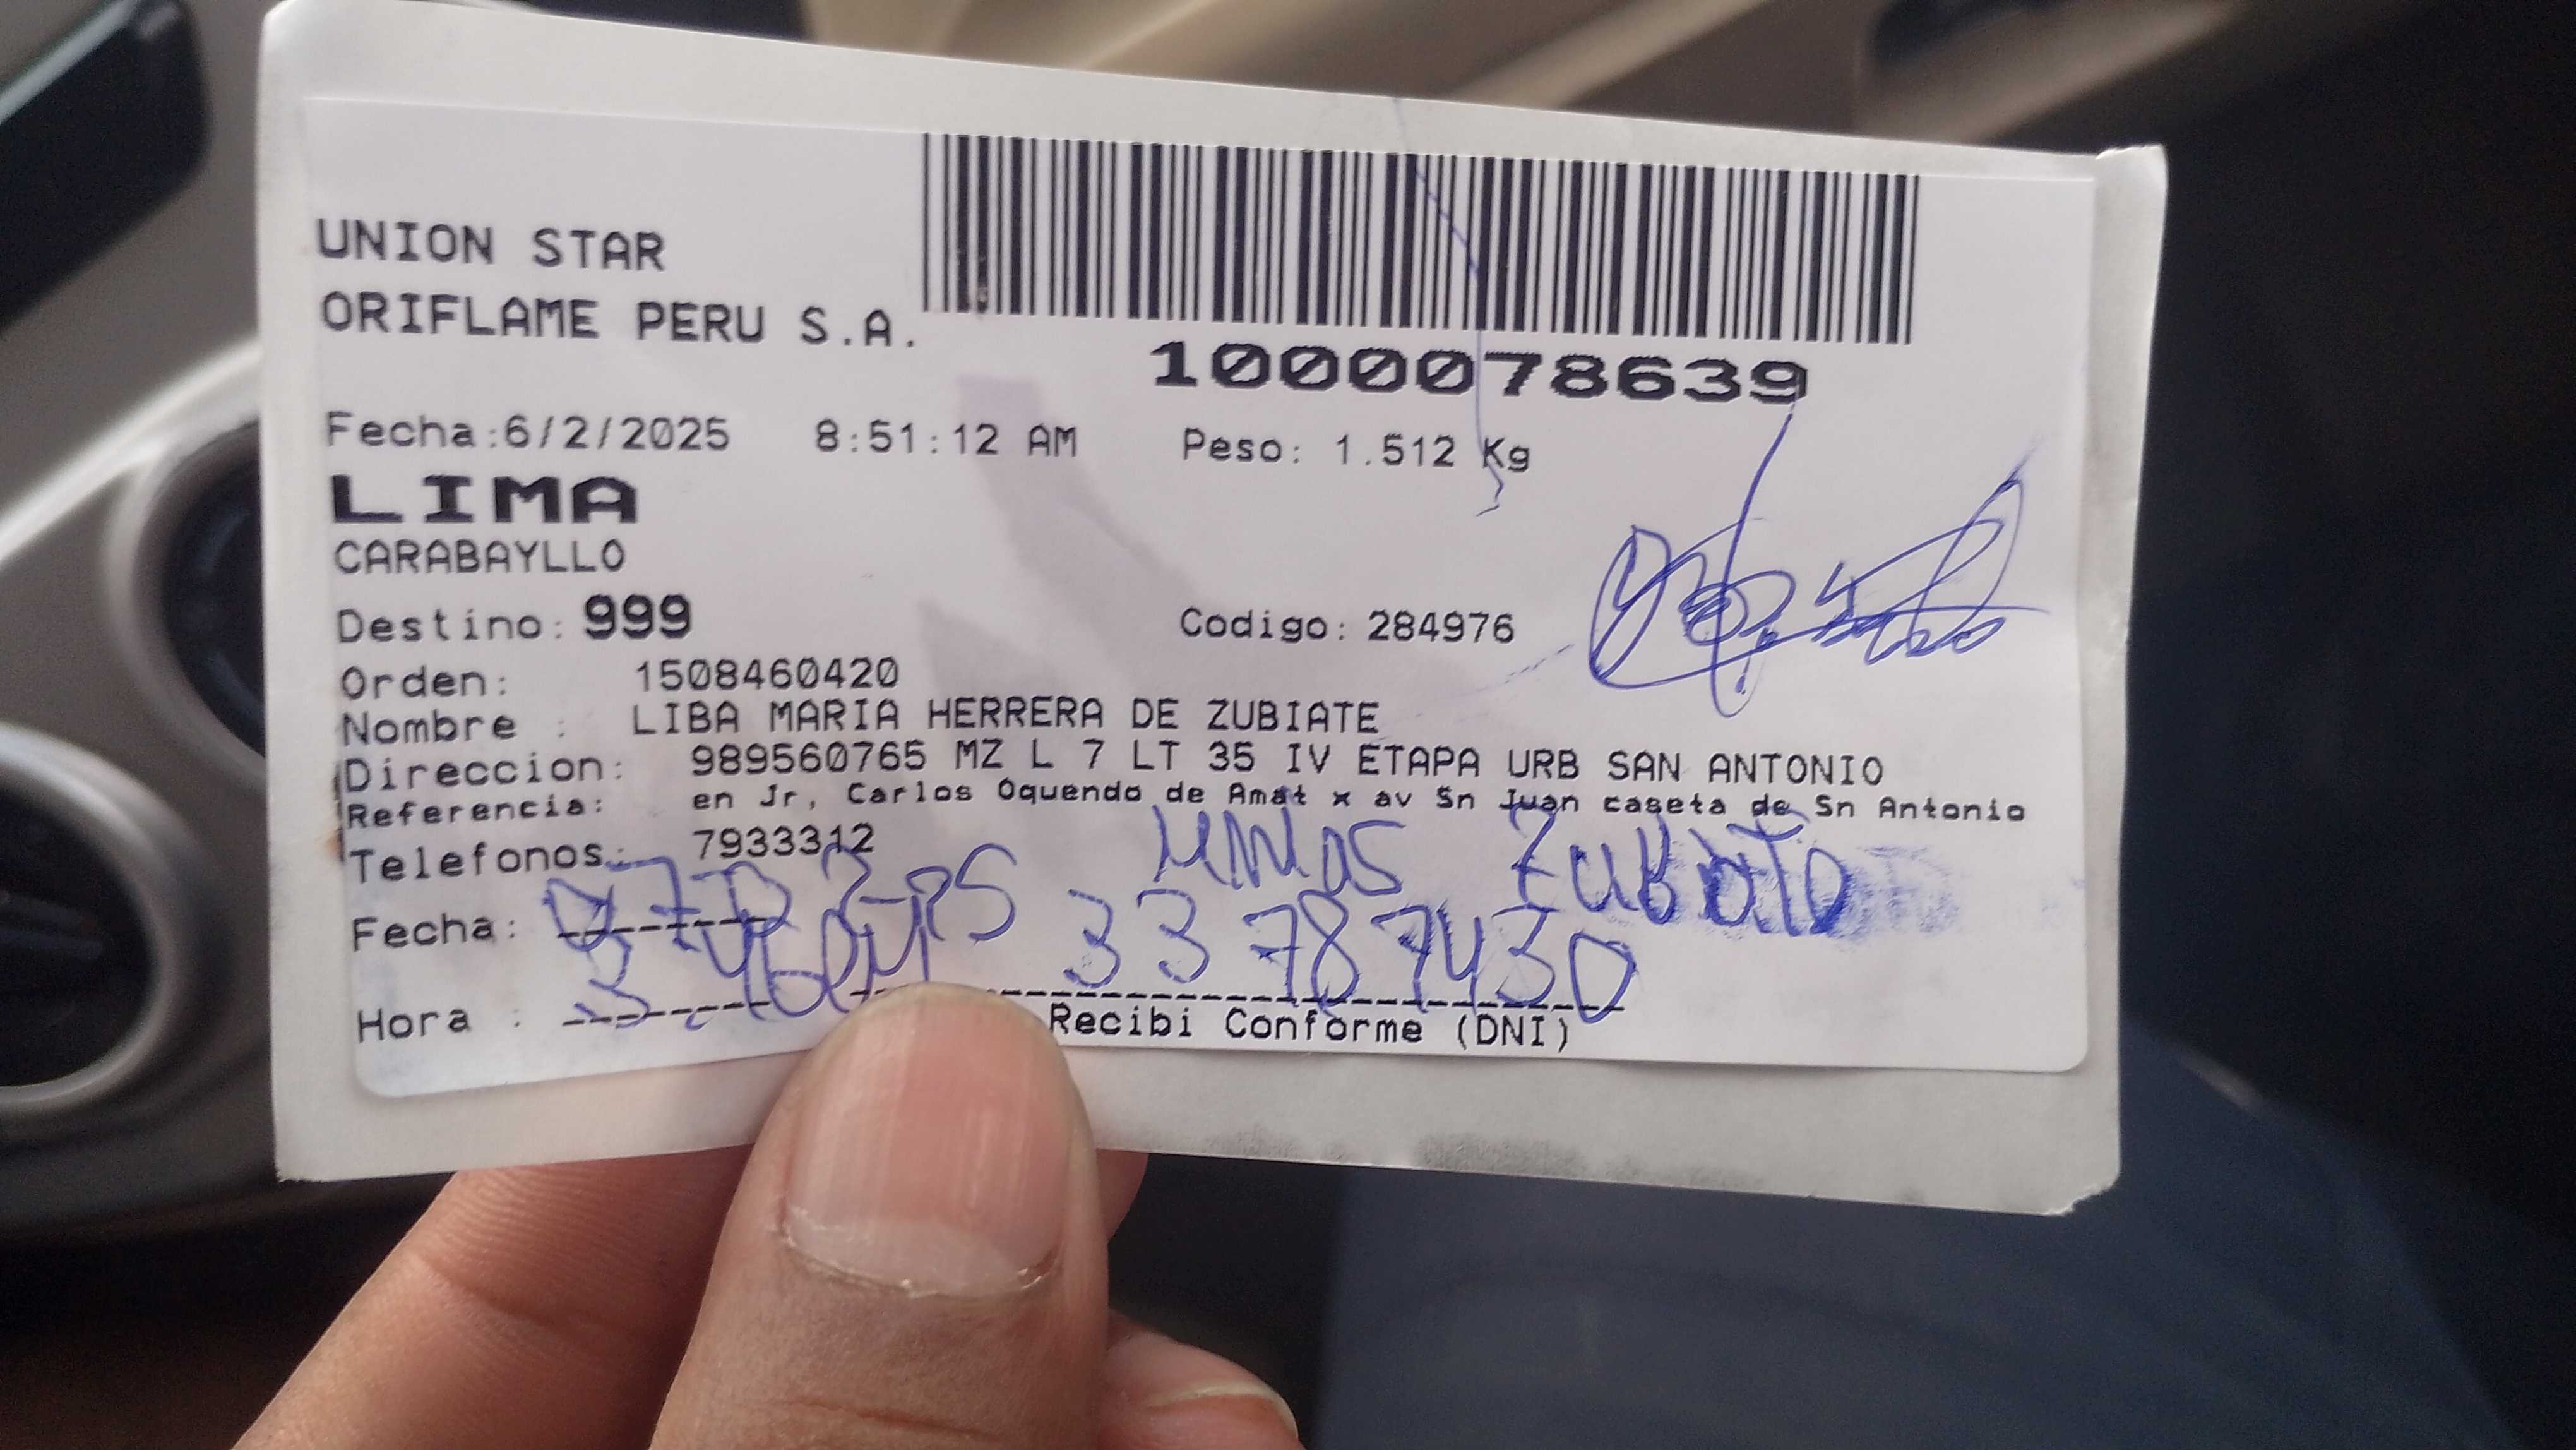 UNION STAR
ORIFLAME PERU S.A.
1000078639
Fecha:6/2/2025 8:51:12 AM Peso: 1.512 Kg
LIMA
CARABAYLLO
Destino: 999 Codigo: 284976
Orden: 1508460420
Nombre : LIBA MARIA HERRERA DE ZUBIATE
Direccion: 989560765 MZ L 7 LT 35 IV ETAPA URB SAN ANTONIO
Referencia: en Jr, Carlos Oquendo de Amat x av Sn Juan caseta de Sn Antonio
Telefonos: 7933312
Fecha:
Hora :
Recibi Conforme (DNI)